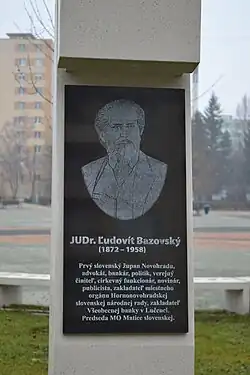 JUDr. Ľudovít Bazovský
(1872 - 1958)
Prvý slovenský župan Novohradu,
advokát, bankár, politik, verejný
činiteľ, cirkevný funkcionár, novinár,
publicista, zakladateľ miestneho
orgánu Hornonovohradskej
slovenskej národnej rady, zakladateľ
Všeobecnej banky v Lučenci.
Predseda MO Matice slovenskej.